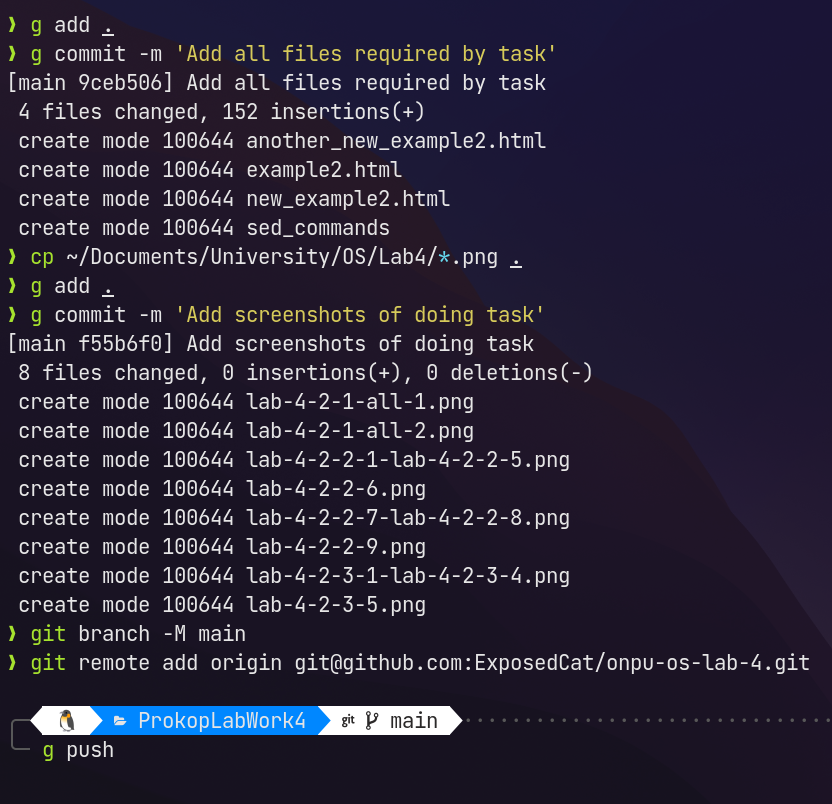 ❱ g add .
❱ g commit -m 'Add all files required by task'
[main 9ceb506] Add all files required by task
 4 files changed, 152 insertions(+)
 create mode 100644 another_new_example2.html
 create mode 100644 example2.html
 create mode 100644 new_example2.html
 create mode 100644 sed_commands
❱ cp ~/Documents/University/OS/Lab4/*.png .
❱ g add .
❱ g commit -m 'Add screenshots of doing task'
[main f55b6f0] Add screenshots of doing task
 8 files changed, 0 insertions(+), 0 deletions(-)
 create mode 100644 lab-4-2-1-all-1.png
 create mode 100644 lab-4-2-1-all-2.png
 create mode 100644 lab-4-2-2-1-lab-4-2-2-5.png
 create mode 100644 lab-4-2-2-6.png
 create mode 100644 lab-4-2-2-7-lab-4-2-2-8.png
 create mode 100644 lab-4-2-2-9.png
 create mode 100644 lab-4-2-3-1-lab-4-2-3-4.png
 create mode 100644 lab-4-2-3-5.png
❱ git branch -M main
❱ git remote add origin git@github.com:ExposedCat/onpu-os-lab-4.git
ProkopLabWork4 git main
g push